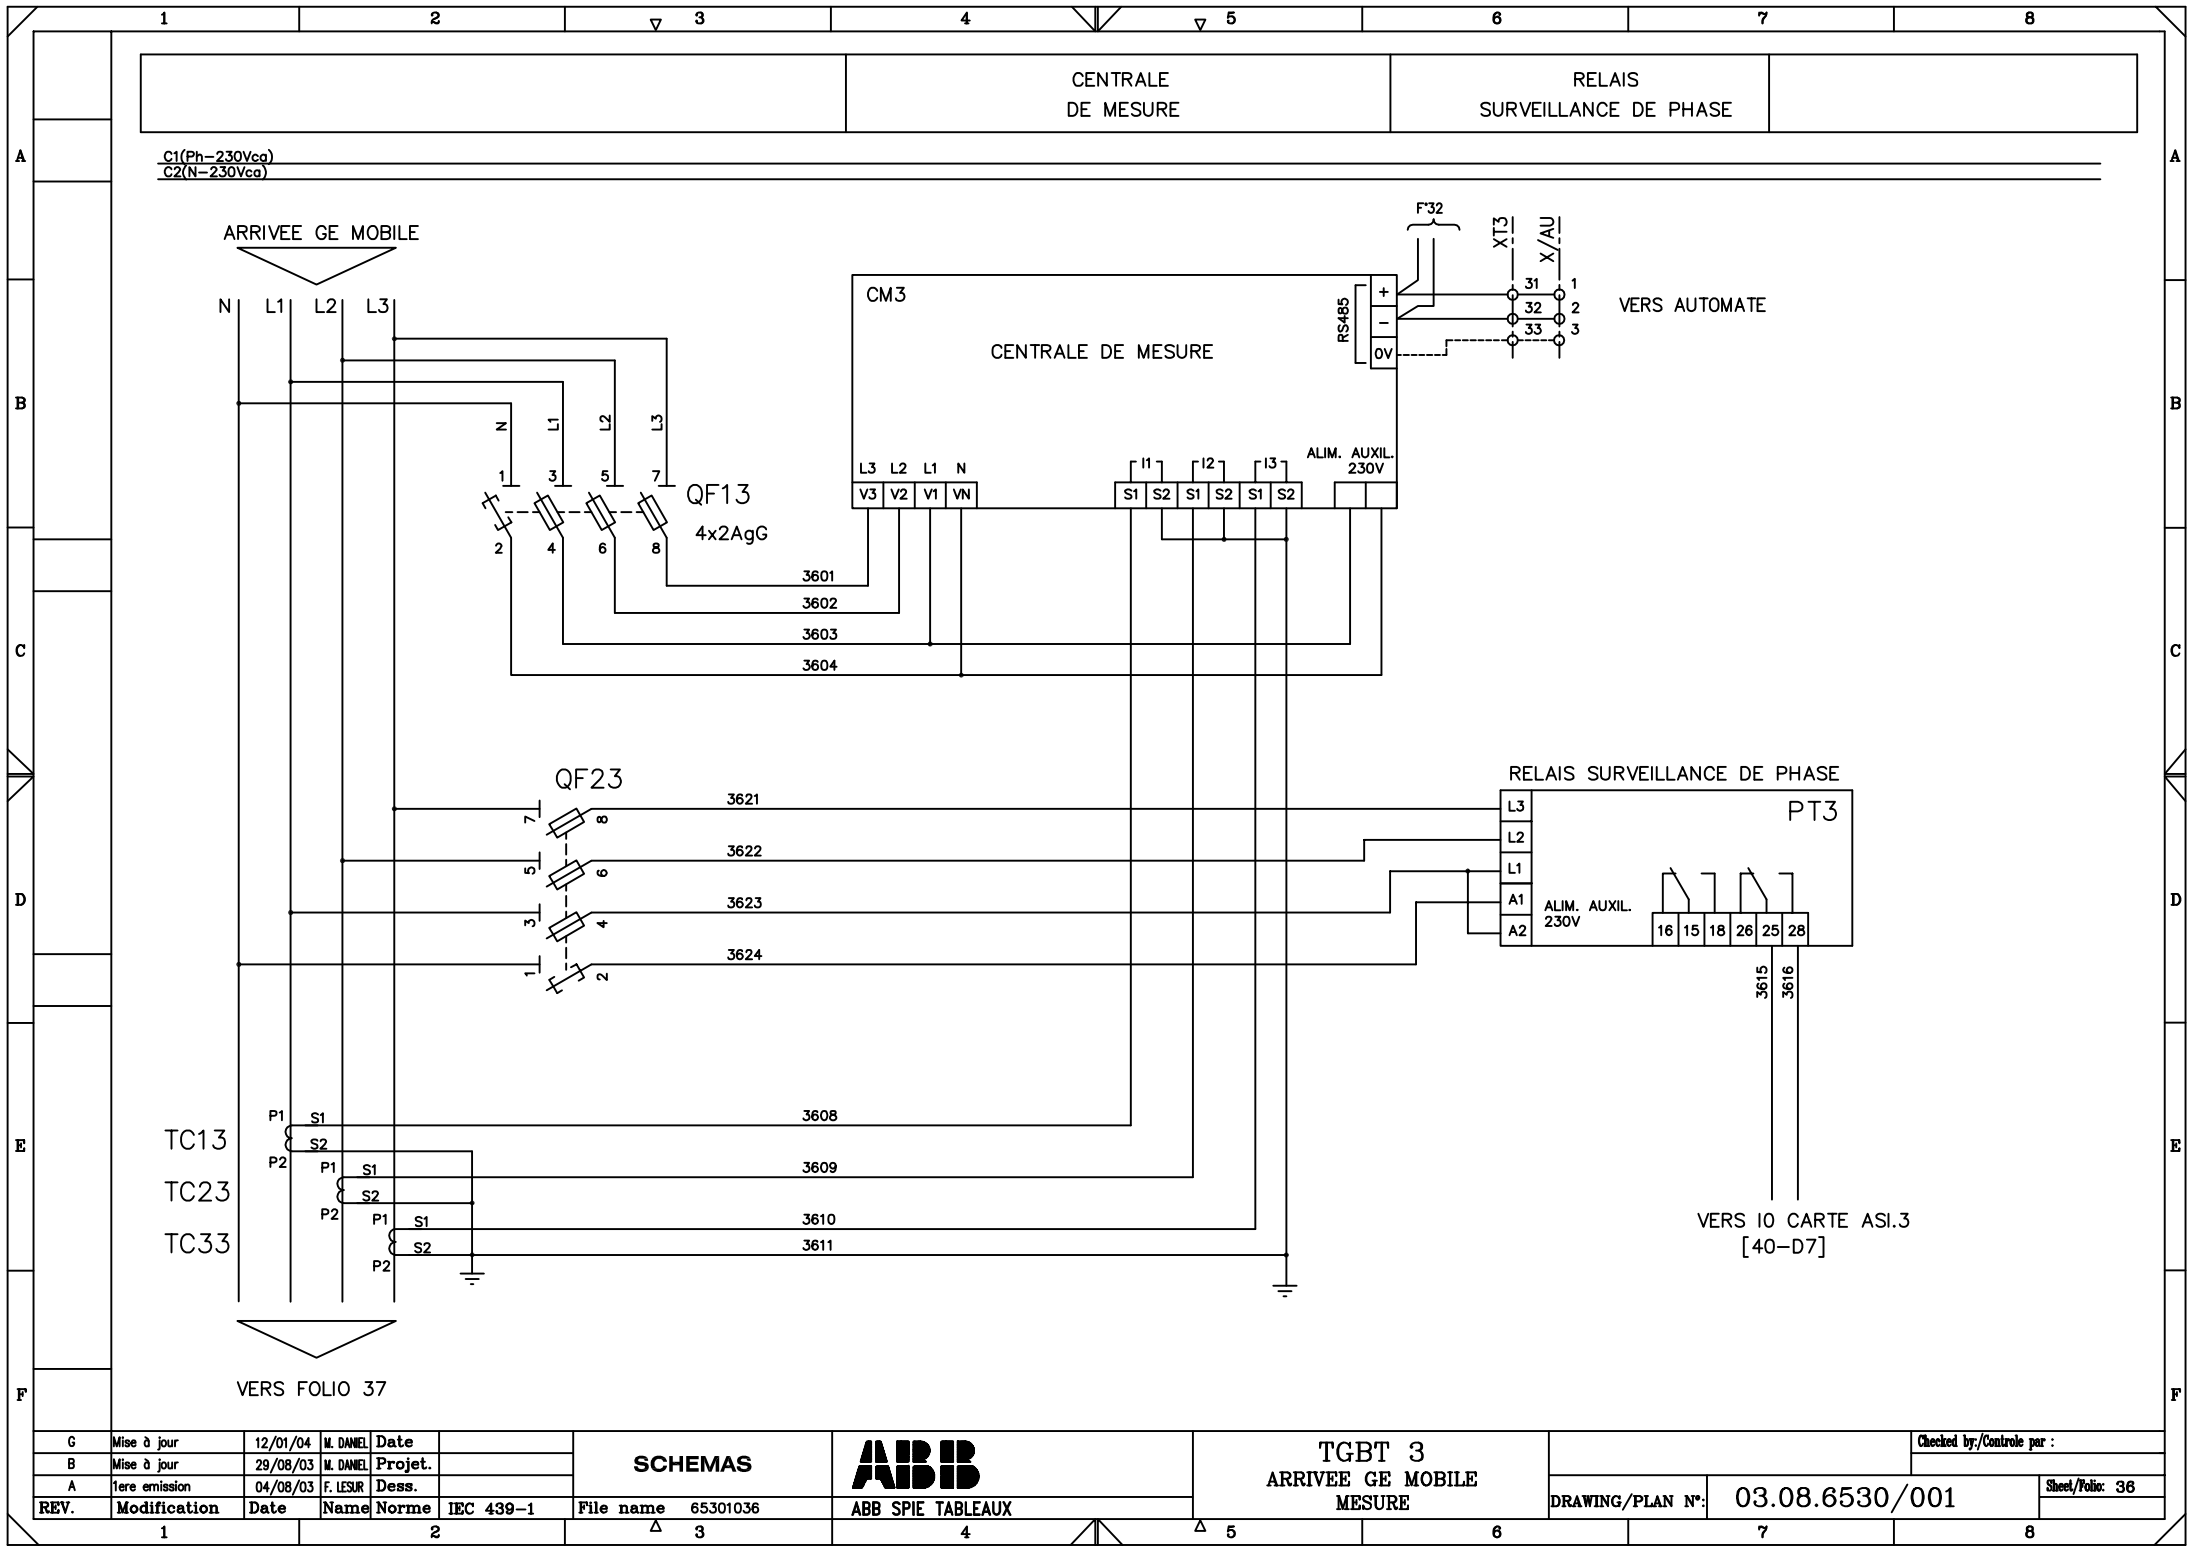 1 2 3 4 5 6 7 8
CENTRALE
DE MESURE
RELAIS
SURVEILLANCE DE PHASE
A A
C1(Ph-230Vca)
C2(N-230Vca)
ARRIVEE GE MOBILE
F°32
XT3
X/AU
N L1 L2 L3
CM3
CENTRALE DE MESURE
RS485
+
-
0V
31 1
32 2
33 3
VERS AUTOMATE
B B
N L1 L2 L3
1 3 5 7
QF13
4x2AgG
2 4 6 8
L3 L2 L1 N
V3 V2 V1 VN
I1 I2 I3
S1 S2 S1 S2 S1 S2
ALIM. AUXIL.
230V
3601
3602
3603
3604
C C
QF23
7 8 3621
5 6 3622
3 4 3623
1 2 3624
RELAIS SURVEILLANCE DE PHASE
PT3
L3
L2
L1
A1
A2
ALIM. AUXIL.
230V
16 15 18 26 25 28
3615
3616
D D
VERS I0 CARTE ASI.3
[40-D7]
E E
TC13 P1 S1 3608
P2 S2
TC23 P1 S1 3609
P2 S2
TC33 P1 S1 3610
P2 S2 3611
VERS FOLIO 37
F F
G Mise à jour 12/01/04 M. DANIEL Date
B Mise à jour 29/08/03 M. DANIEL Projet.
A 1ere emission 04/08/03 F. LESUR Dess.
REV. Modification Date Name Norme IEC 439-1
SCHEMAS
File name 65301036
ABB
ABB SPIE TABLEAUX
TGBT 3
ARRIVEE GE MOBILE
MESURE
Checked by:/Controle par :
DRAWING/PLAN N°: 03.08.6530/001
Sheet/Folio: 36
1 2 3 4 5 6 7 8